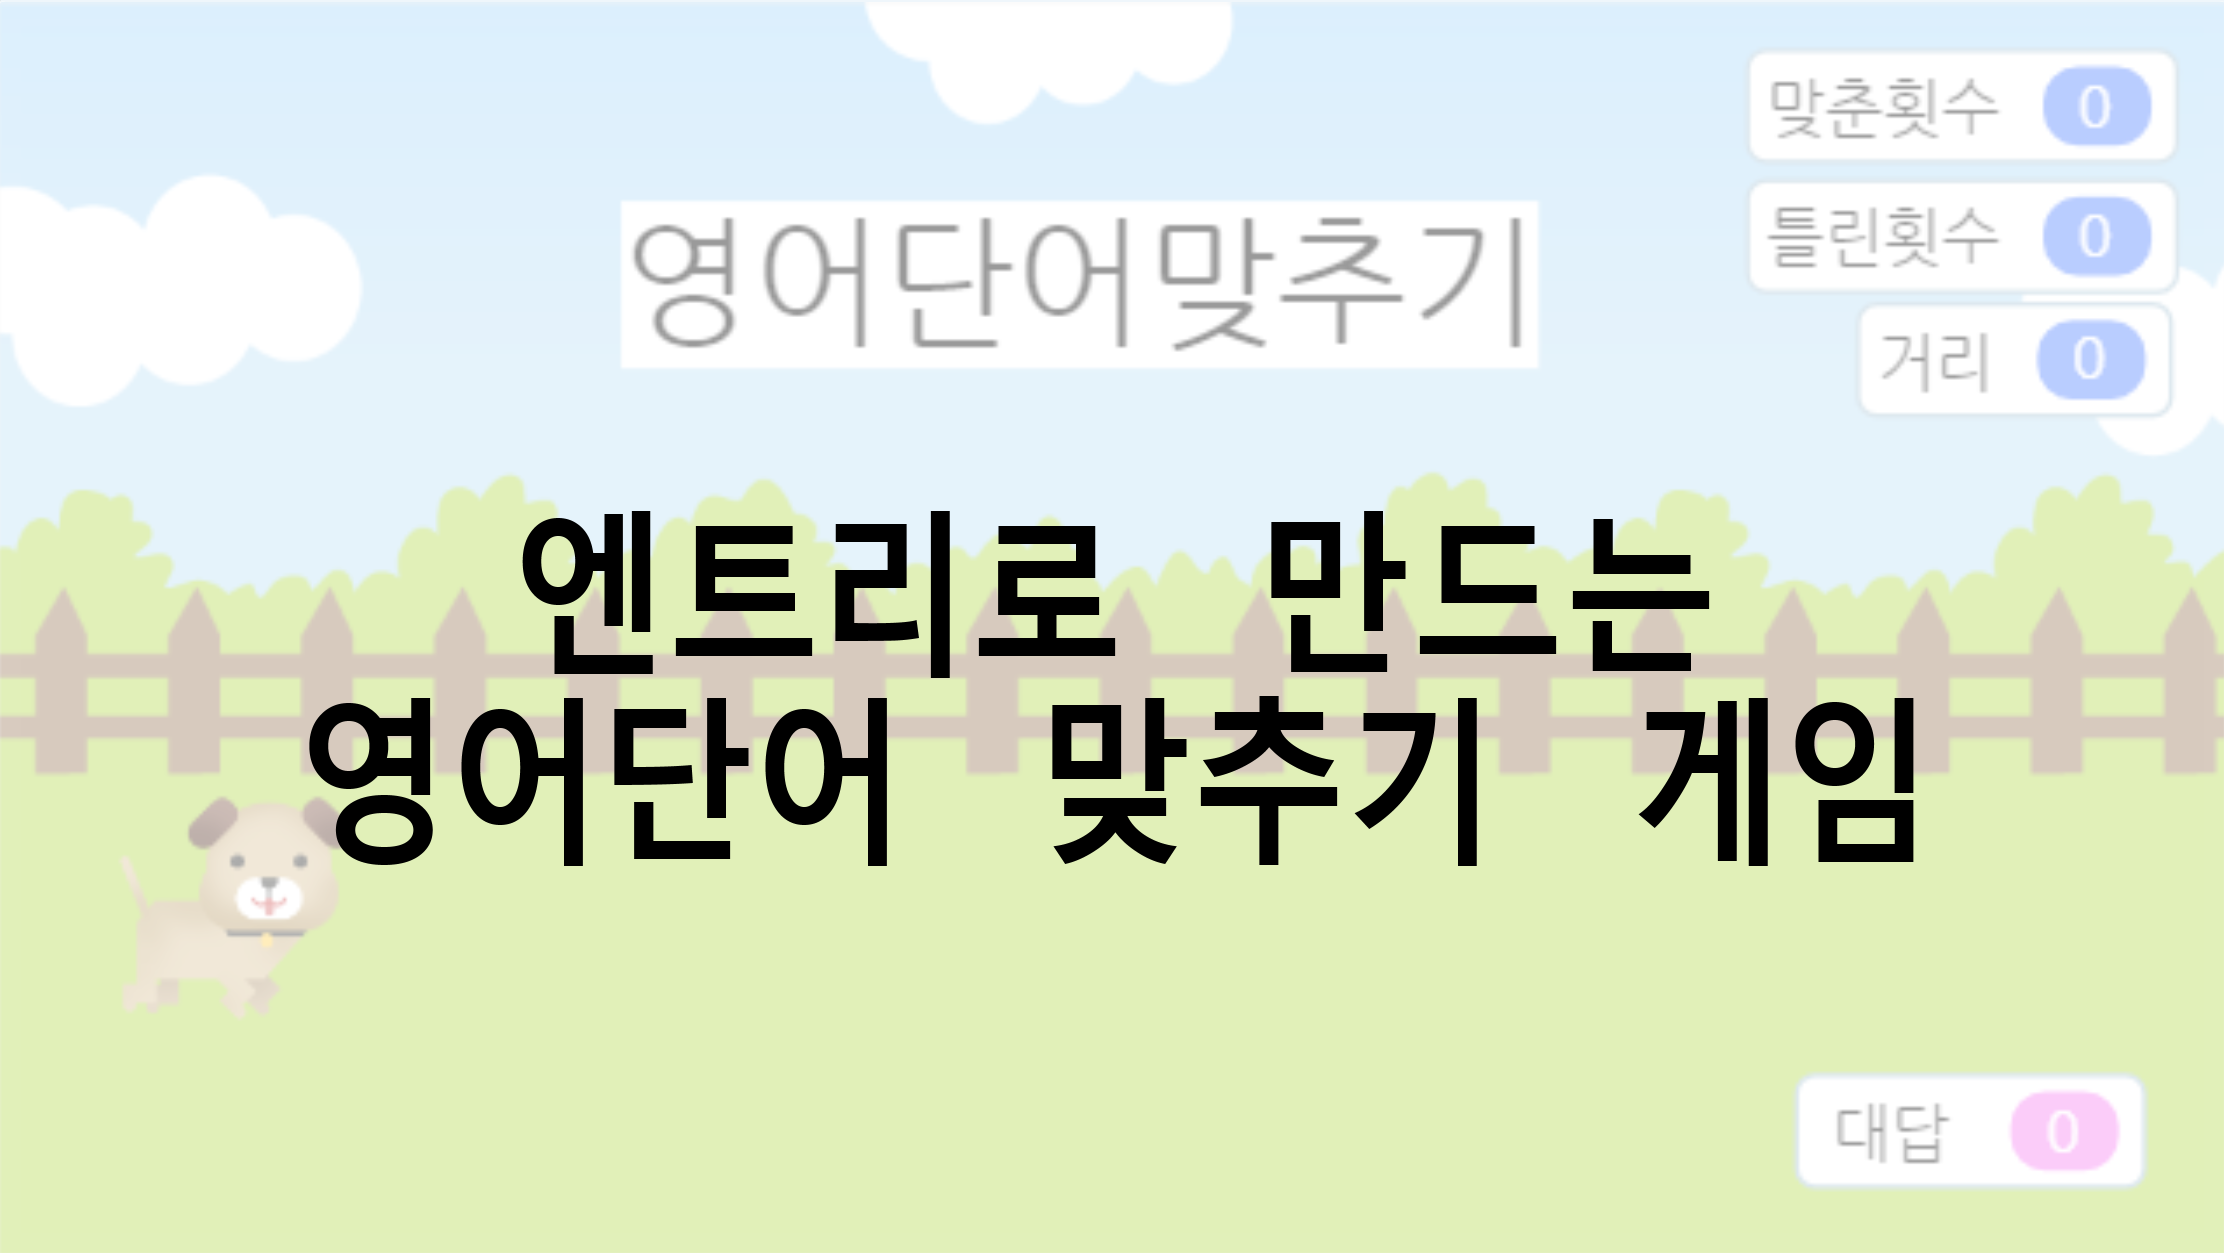 맞춘횟수 0
틀린횟수 0
영어단어맞추기
거리 0
엔트리로 만드는
영어단어 맞추기 게임
대답 0